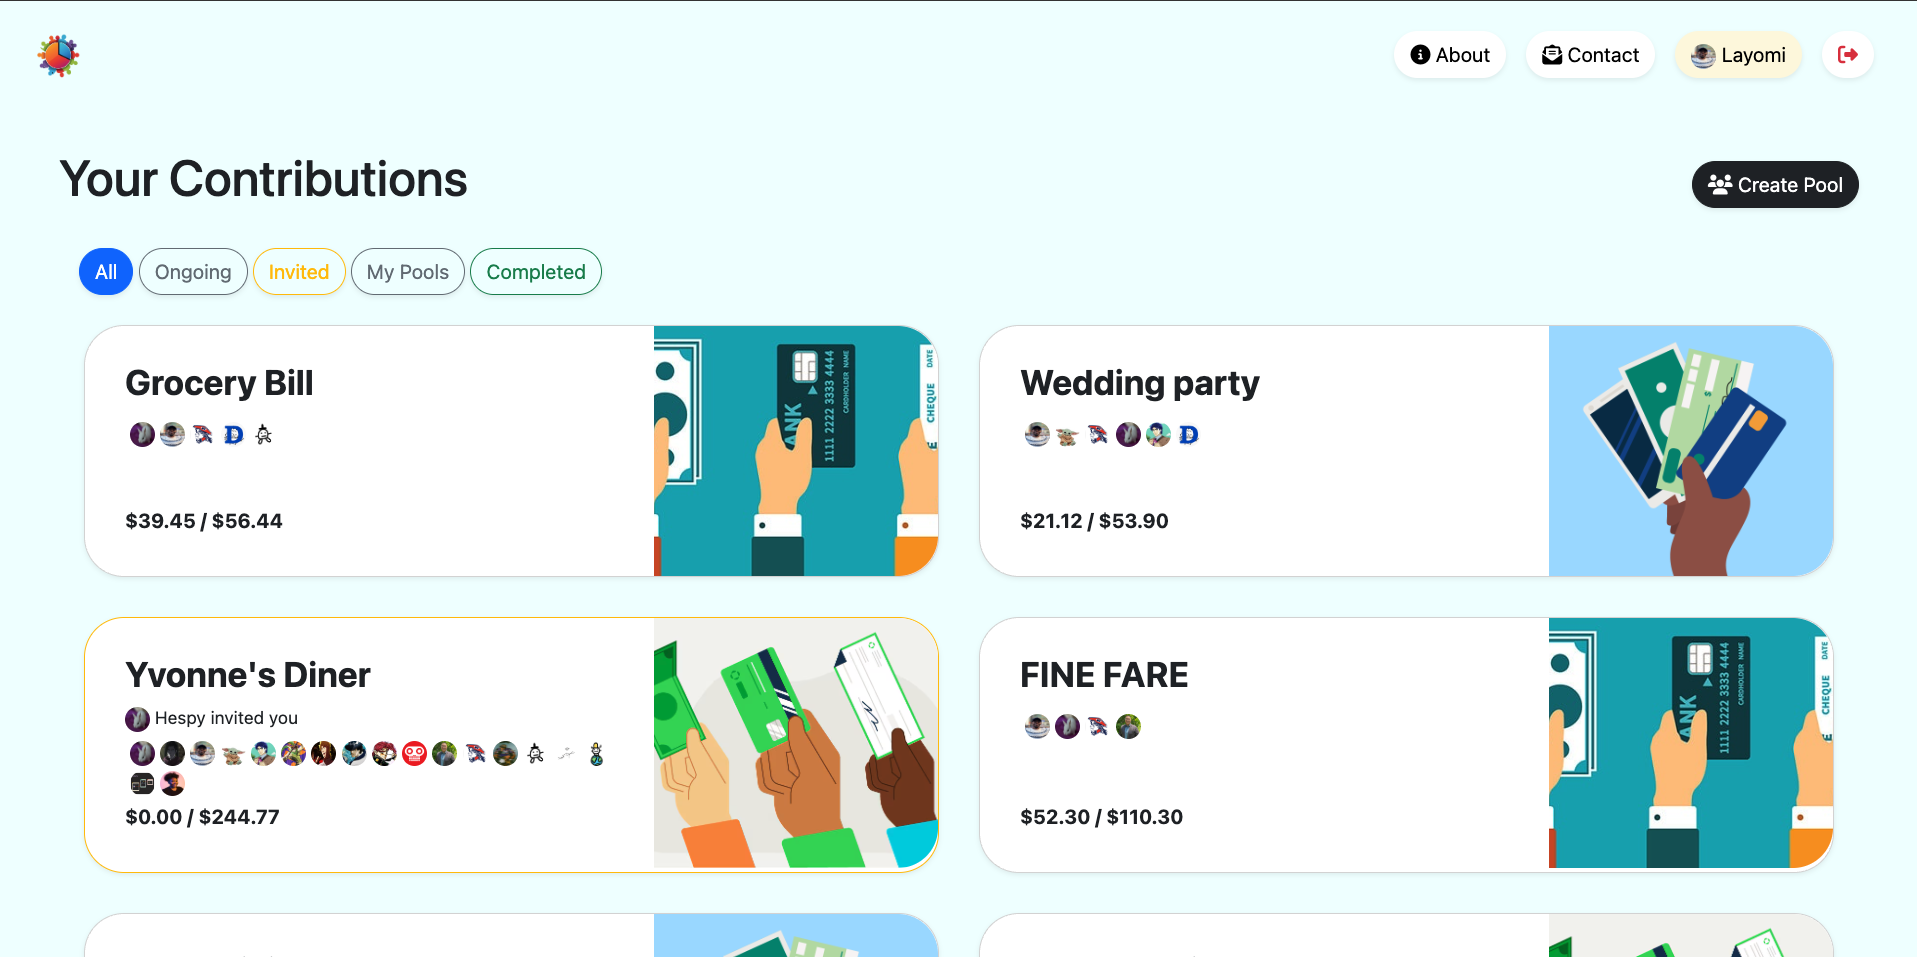 About
Contact
Layomi
Your Contributions
Create Pool
All
Ongoing
Invited
My Pools
Completed
Grocery Bill
$39.45 / $56.44
ANK
1111 2222 3333 4444
CARDHOLDER NAME
CHEQUE
DATE
Wedding party
$21.12 / $53.90
Yvonne's Diner
Hespy invited you
$0.00 / $244.77
FINE FARE
$52.30 / $110.30
BANK
1111 2222 3333 4444
CARDHOLDER NAME
CHEQUE
DATE